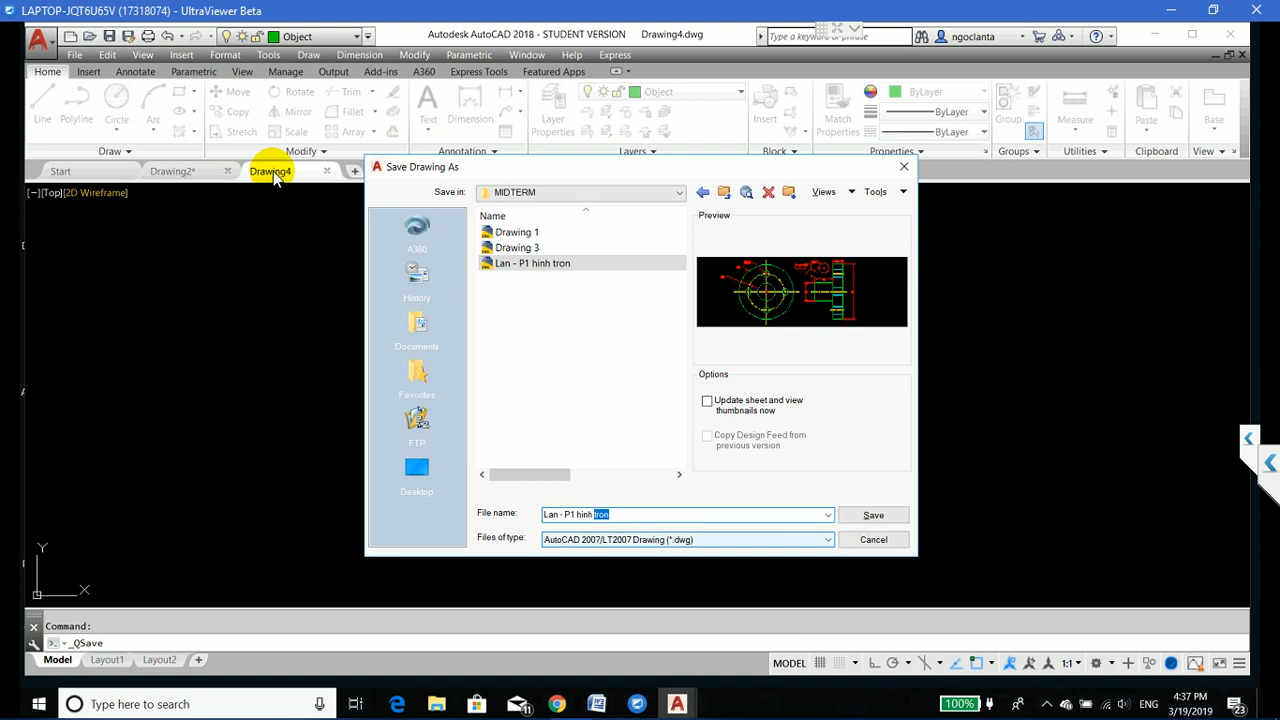 LAPTOP-JQT6U65V (17318074) - UltraViewer Beta
Object
Autodesk AutoCAD 2018 - STUDENT VERSION Drawing4.dwg
Type a keyword or phrase
ngoclanta
File Edit View Insert Format Tools Draw Dimension Modify Parametric Window Help Express
Home Insert Annotate Parametric View Manage Output Add-ins A360 Express Tools Featured Apps
Line Polyline Circle Arc
Move Rotate Trim
Copy Mirror Fillet
Stretch Scale Array
Text Dimension
Layer Properties
Object
Insert
Match Properties
ByLayer
ByLayer
ByLayer
Group
Measure
Paste
Base
Draw Modify Layers Block Properties Groups Utilities Clipboard View
Start Drawing2* Drawing4
[−][Top][2D Wireframe]
Save Drawing As
Save in: MIDTERM
Views Tools
Name
Drawing 1
Drawing 3
Lan - P1 hinh tron
A360
History
Documents
Favorites
FTP
Desktop
Preview
Options
Update sheet and view thumbnails now
Copy Design Feed from previous version
File name: Lan - P1 hinh tron
Save
Files of type: AutoCAD 2007/LT2007 Drawing (*.dwg)
Cancel
Y
X
Command:
_QSave
Model Layout1 Layout2
MODEL
1:1
Type here to search
11
100%
ENG
4:37 PM
3/19/2019
23